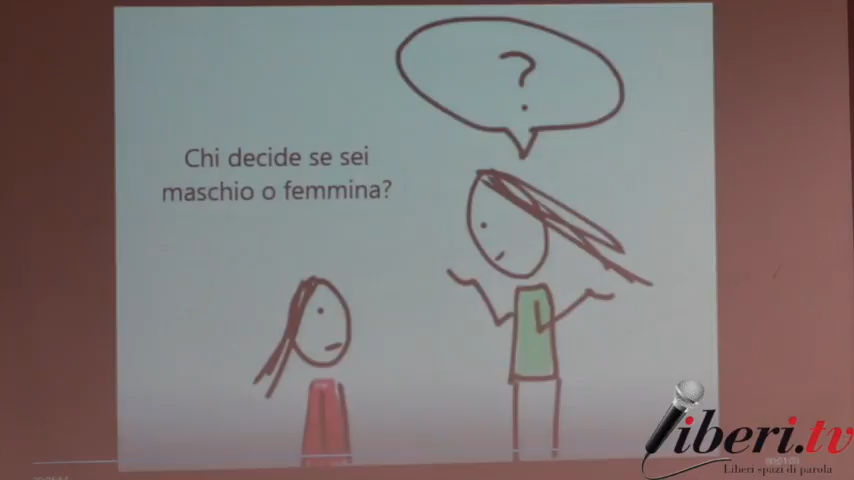 ?
Chi decide se sei
maschio o femmina?
liberi.tv
Liberi spazi di parola